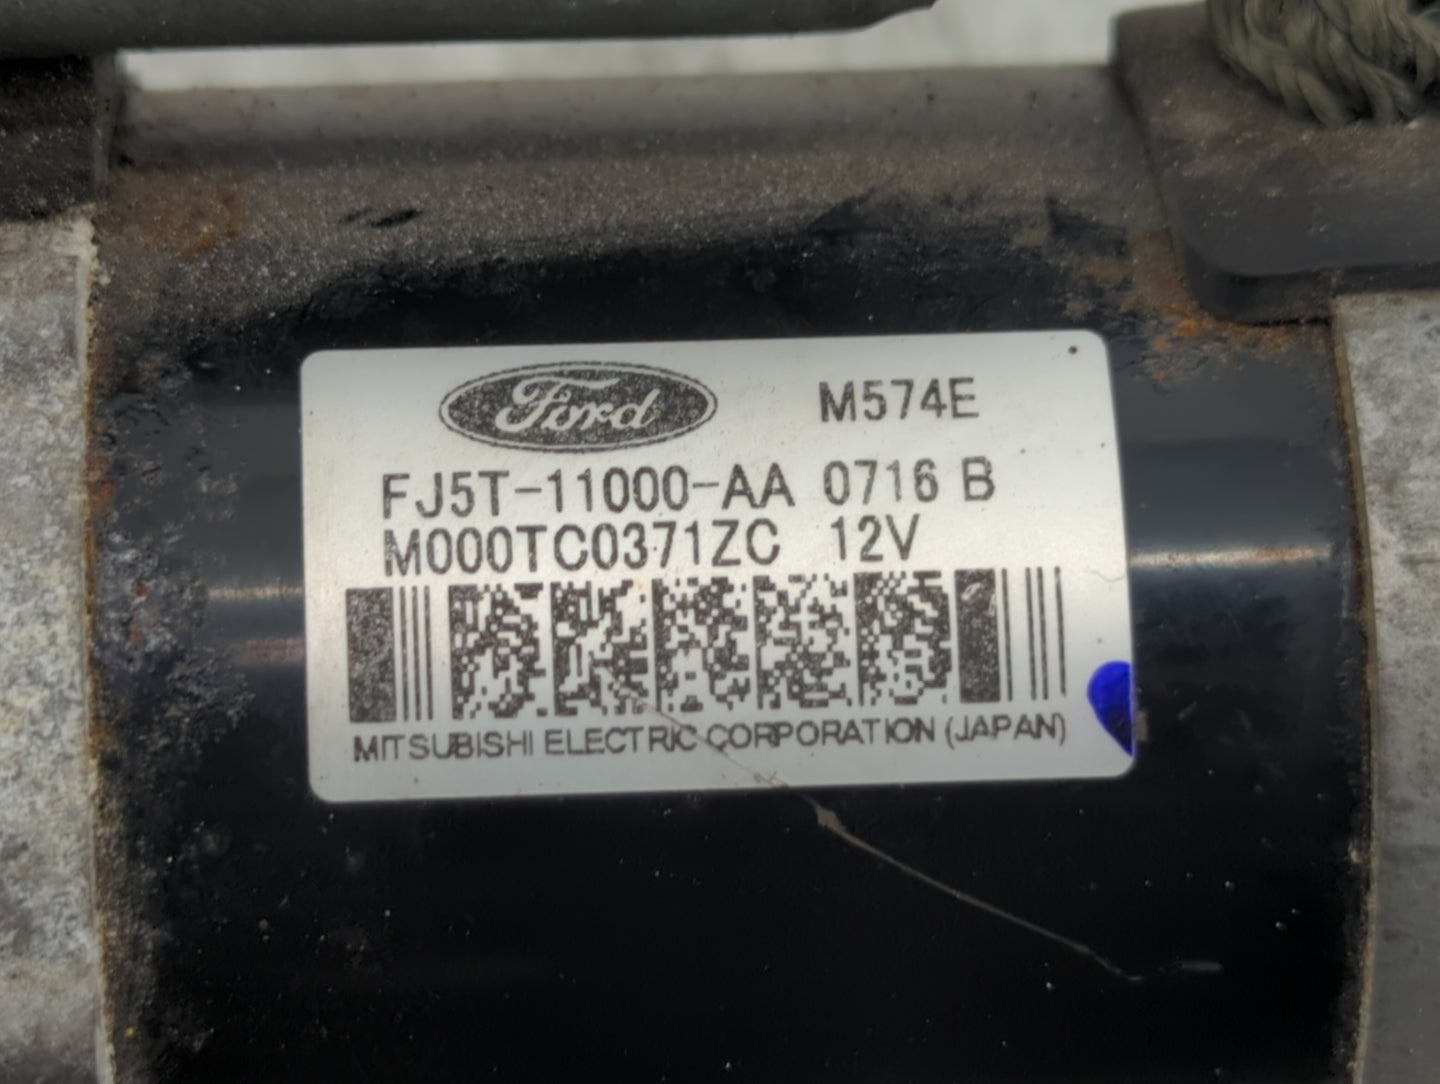 Ford M574E
FJ5T-11000-AA 0716 B
M000TC0371ZC 12V
MITSUBISHI ELECTRIC CORPORATION (JAPAN)